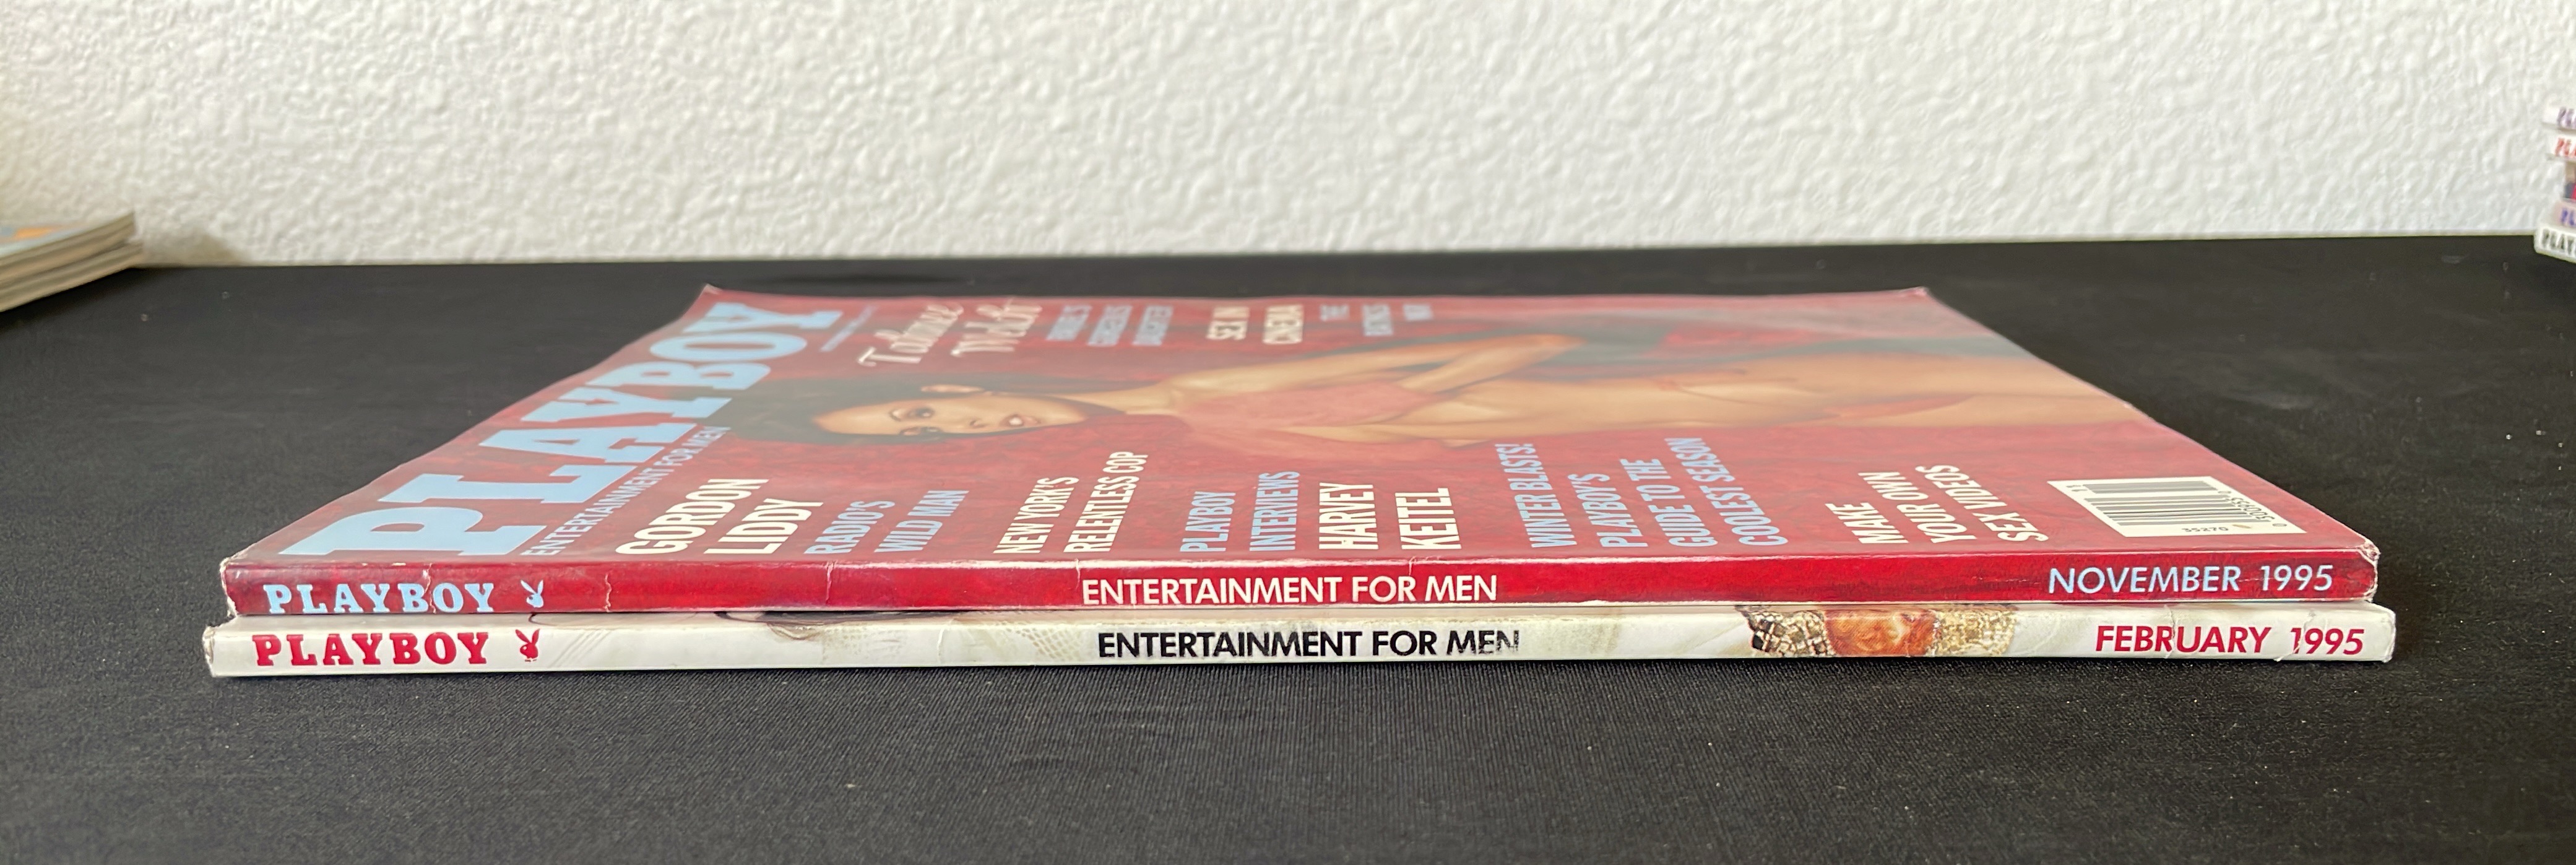 PLAYBOY
ENTERTAINMENT FOR MEN
GORDON
LIDDY
RADIO'S
WILD MAN
NEW YORK'S
RELENTLESS COP
PLAYBOY
INTERVIEWS
HARVEY
KEITEL
WINTER BLASTS!
PLAYBOY'S
GUIDE TO THE
COOLEST SEASON
MAKE
YOUR OWN
SEX VIDEOS
SEX IN
CINEMA
35270
PLAYBOY
ENTERTAINMENT FOR MEN
NOVEMBER 1995
PLAYBOY
ENTERTAINMENT FOR MEN
FEBRUARY 1995